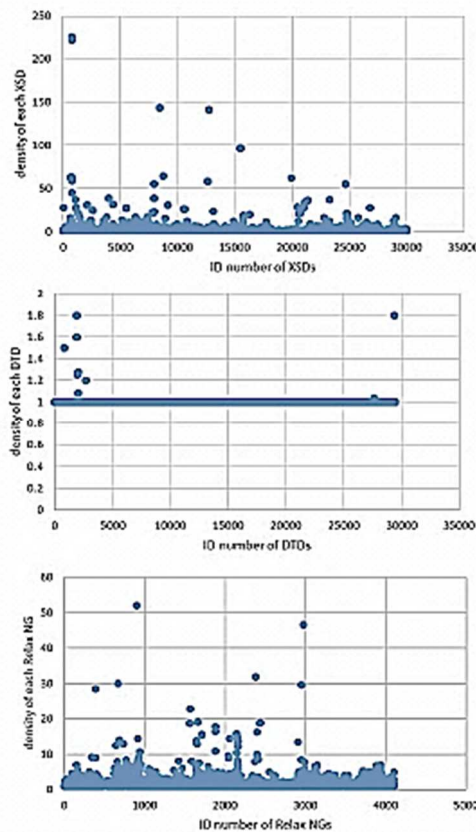 density of each XSD
250
200
150
100
50
0
0 5000 10000 15000 20000 25000 30000 35000
ID number of XSDs
density of each DTD
2
1.8
1.6
1.4
1.2
1
0.8
0.6
0.4
0.2
0
0 5000 10000 15000 20000 25000 30000 35000
ID number of DTDs
density of each Relax NG
60
50
40
30
20
10
0
0 1000 2000 3000 4000 5000
ID number of Relax NGs